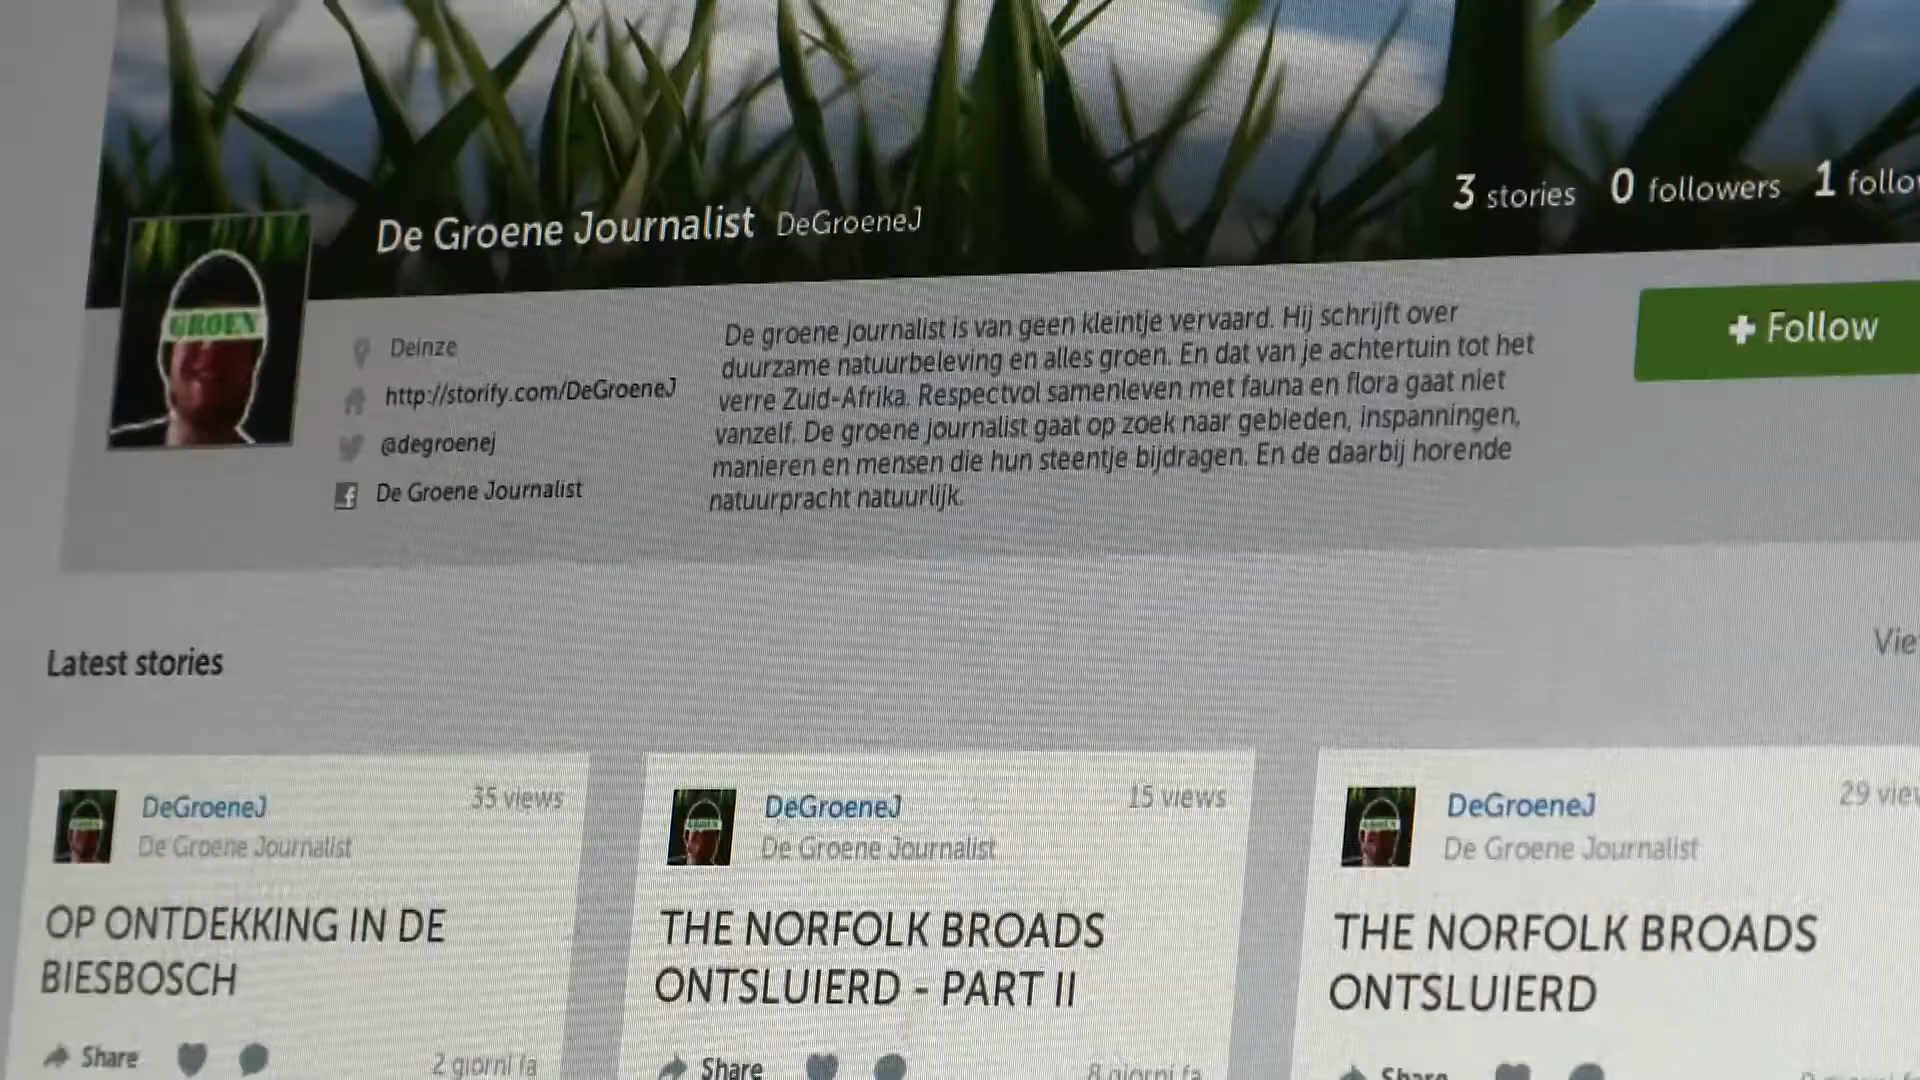 3 stories 0 followers 1
De Groene Journalist DeGroeneJ
GROEN
Deinze
http://storify.com/DeGroeneJ
@degroenej
De Groene Journalist
De groene journalist is van geen kleintje vervaard. Hij schrijft over
duurzame natuurbeleving en alles groen. En dat van je achtertuin tot het
verre Zuid-Afrika. Respectvol samenleven met fauna en flora gaat niet
vanzelf. De groene journalist gaat op zoek naar gebieden, inspanningen,
manieren en mensen die hun steentje bijdragen. En de daarbij horende
natuurpracht natuurlijk.
+ Follow
Latest stories
DeGroeneJ
35 views
De Groene Journalist
OP ONTDEKKING IN DE
BIESBOSCH
Share
2 giorni fa
DeGroeneJ
15 views
De Groene Journalist
THE NORFOLK BROADS
ONTSLUIERD - PART II
Share
8 giorni fa
DeGroeneJ
29
De Groene Journalist
THE NORFOLK BROADS
ONTSLUIERD
Share